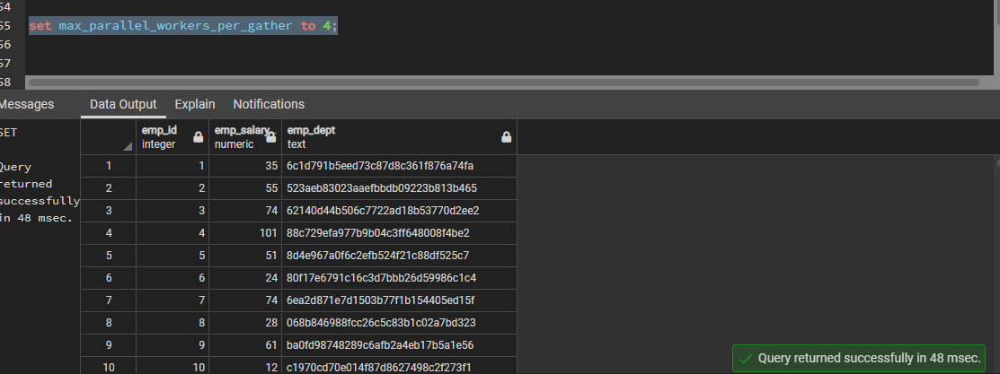 54
55 set max_parallel_workers_per_gather to 4;
56
57
58
Messages Data Output Explain Notifications
SET
Query
returned
successfully
in 48 msec.
emp_id emp_salary emp_dept
integer numeric text
1 1 35 6c1d791b5eed73c87d8c361f876a74fa
2 2 55 523aeb83023aaefbbdb09223b813b465
3 3 74 62140d44b506c7722ad18b53770d2ee2
4 4 101 88c729efa977b9b04c3ff648008f4be2
5 5 51 8d4e967a0f6c2efb524f21c88df525c7
6 6 24 80f17e6791c16c3d7bbb26d59986c1c4
7 7 74 6ea2d871e7d1503b77f1b154405ed15f
8 8 28 068b846988fcc26c5c83b1c02a7bd323
9 9 61 ba0fd98748289c6afb2a4eb17b5a1e56
10 10 12 c1970cd70e014f87d8627498c2f273f1
Query returned successfully in 48 msec.